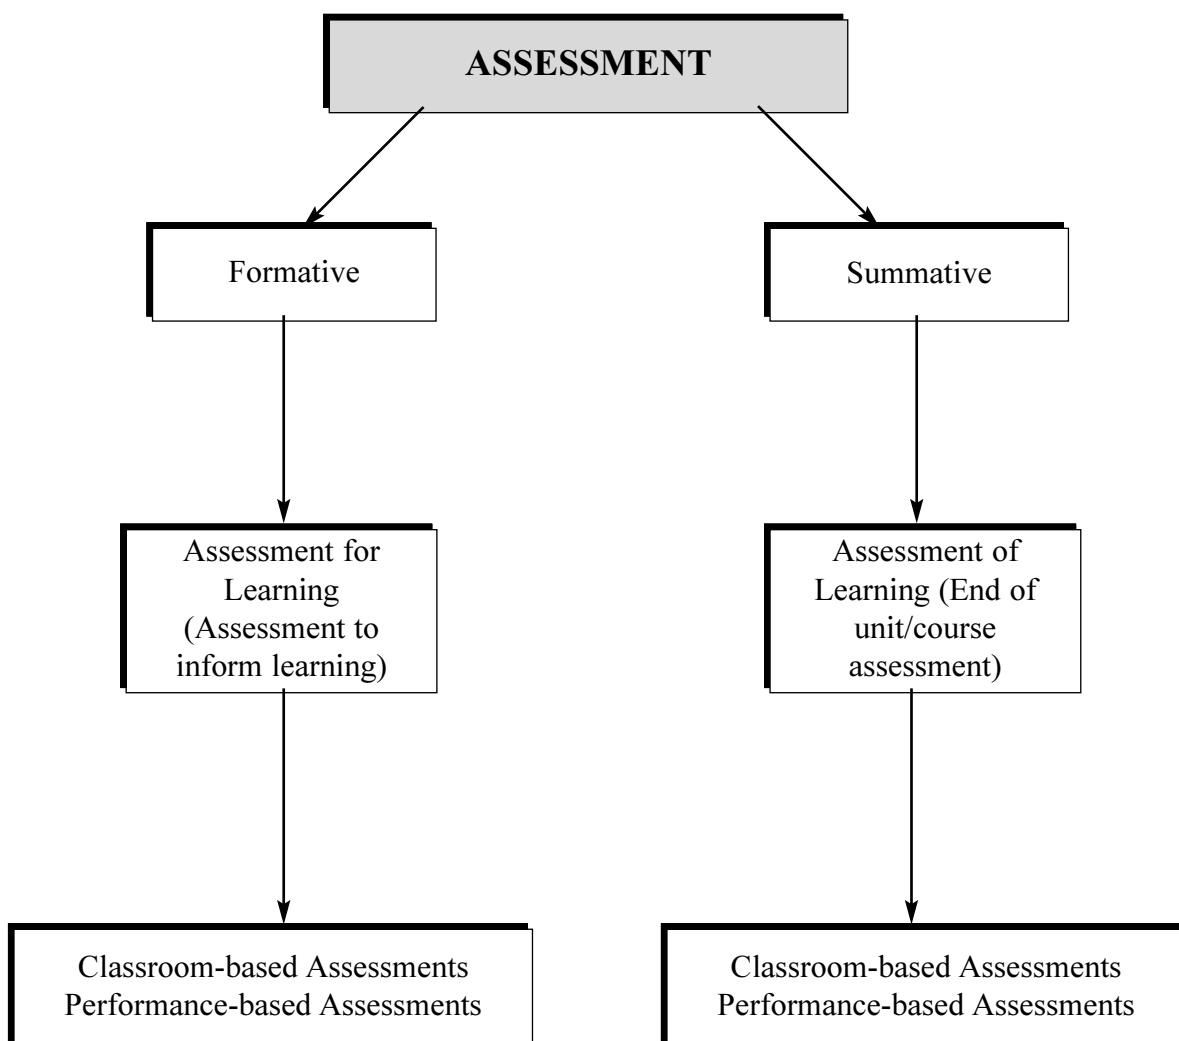 ASSESSMENT
Formative
Summative
Assessment for
Learning
(Assessment to
inform learning)
Assessment of
Learning (End of
unit/course
assessment)
Classroom-based Assessments
Performance-based Assessments
Classroom-based Assessments
Performance-based Assessments